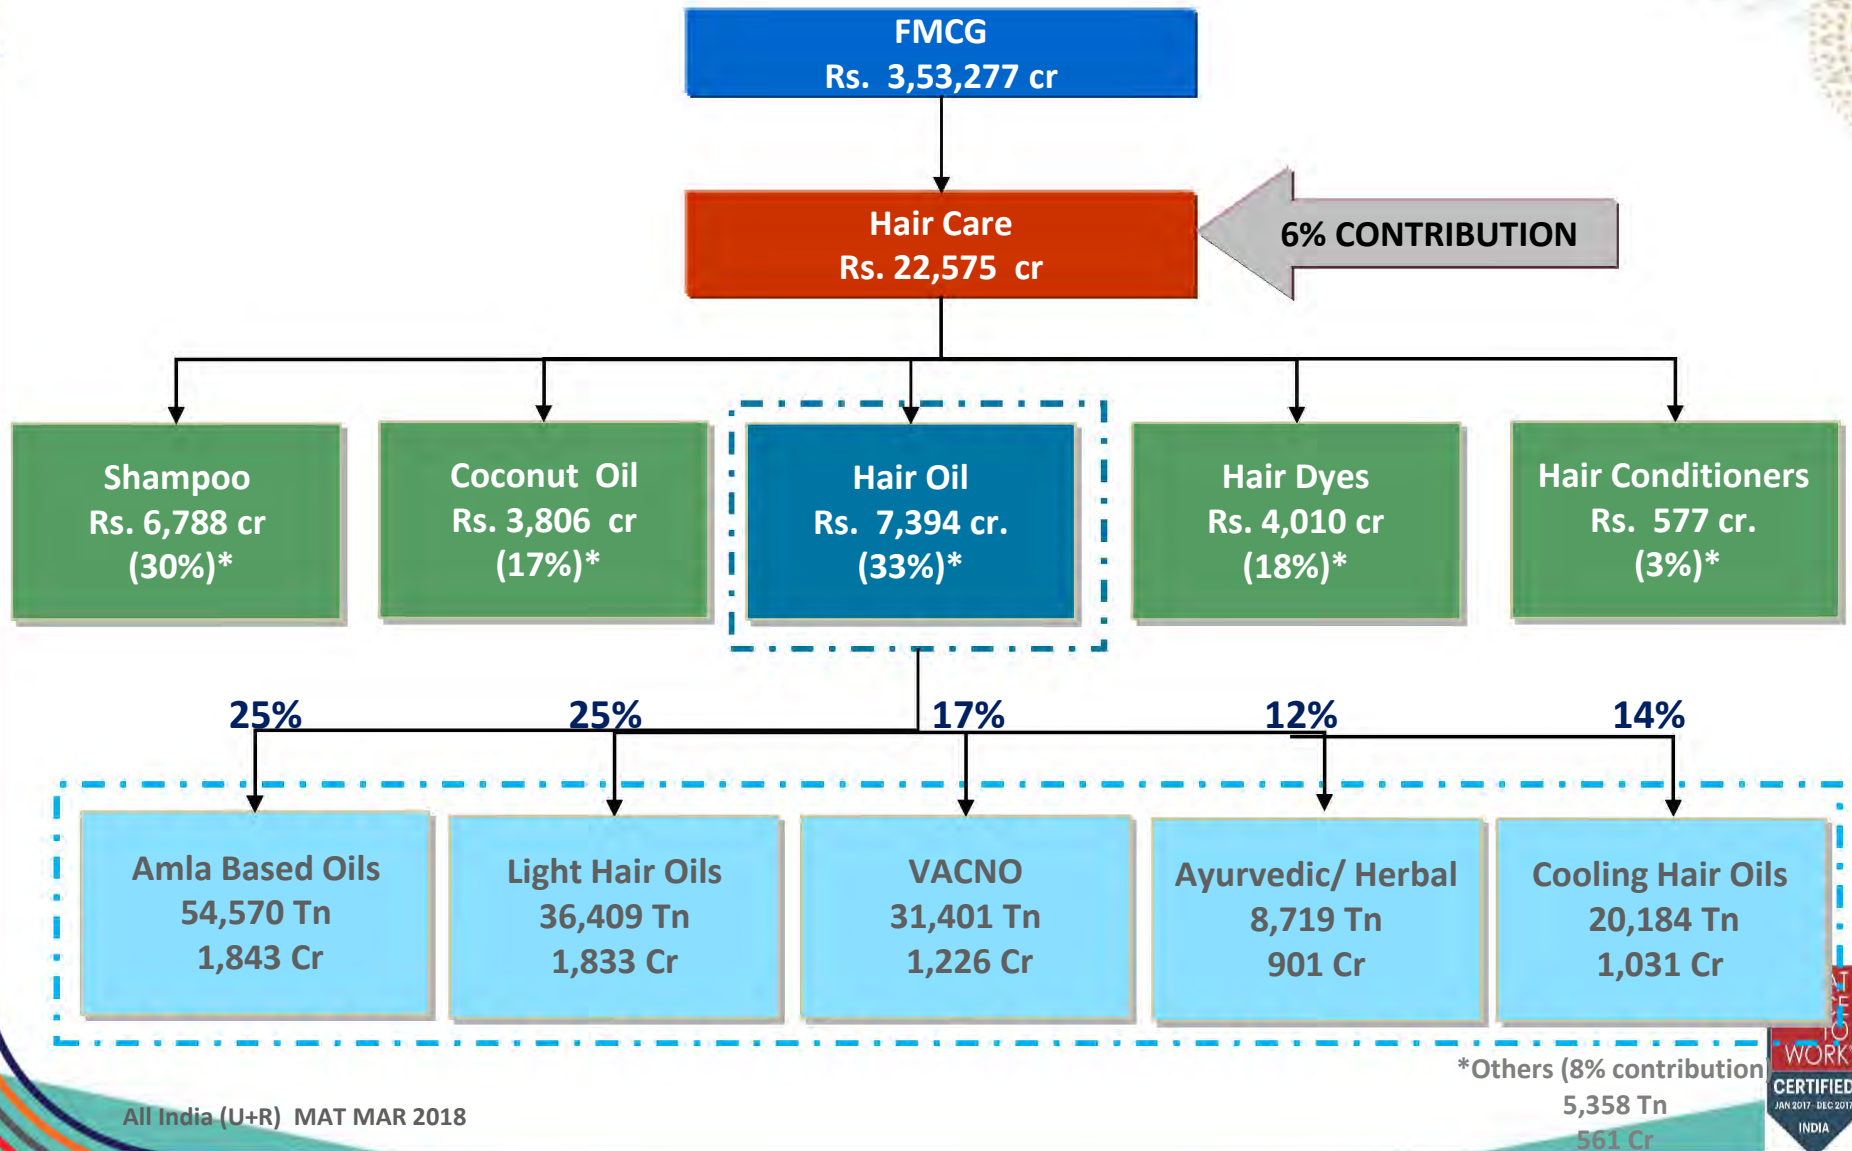 FMCG
Rs. 3,53,277 cr
Hair Care
Rs. 22,575 cr
6% CONTRIBUTION
Shampoo
Rs. 6,788 cr
(30%)*
Coconut Oil
Rs. 3,806 cr
(17%)*
Hair Oil
Rs. 7,394 cr.
(33%)*
Hair Dyes
Rs. 4,010 cr
(18%)*
Hair Conditioners
Rs. 577 cr.
(3%)*
25%
25%
17%
12%
14%
Amla Based Oils
54,570 Tn
1,843 Cr
Light Hair Oils
36,409 Tn
1,833 Cr
VACNO
31,401 Tn
1,226 Cr
Ayurvedic/ Herbal
8,719 Tn
901 Cr
Cooling Hair Oils
20,184 Tn
1,031 Cr
*Others (8% contribution
5,358 Tn
561 Cr
All India (U+R) MAT MAR 2018
TO
WORK
CERTIFIED
JAN 2017-DEC 2017
INDIA